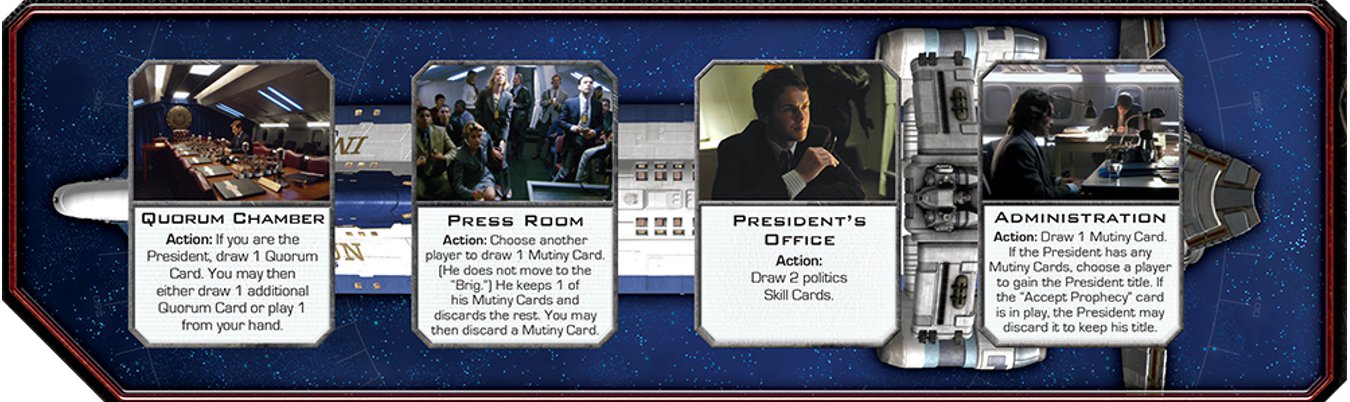 QUORUM CHAMBER
Action: If you are the
President, draw 1 Quorum
Card. You may then
either draw 1 additional
Quorum Card or play 1
from your hand.
PRESS ROOM
Action: Choose another
player to draw 1 Mutiny Card.
(He does not move to the
"Brig.") He keeps 1 of
his Mutiny Cards and
discards the rest. You may
then discard a Mutiny Card.
PRESIDENT'S
OFFICE
Action:
Draw 2 politics
Skill Cards.
ADMINISTRATION
Action: Draw 1 Mutiny Card.
If the President has any
Mutiny Cards, choose a player
to gain the President title. If
the "Accept Prophecy" card
is in play, the President may
discard it to keep his title.